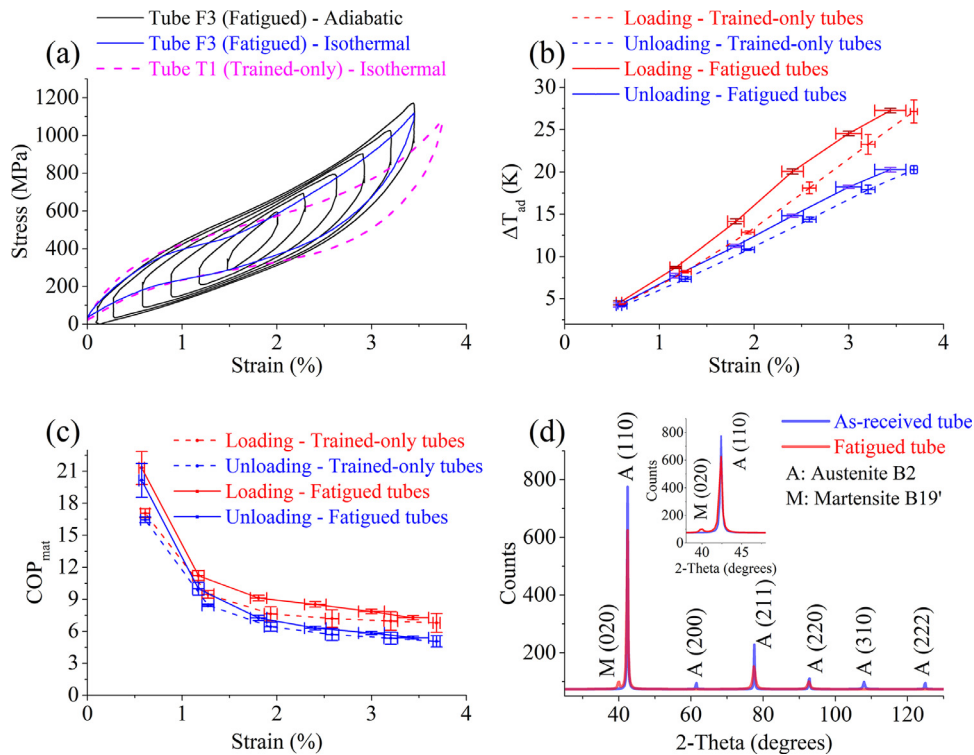 (a)
Tube F3 (Fatigued) - Adiabatic
Tube F3 (Fatigued) - Isothermal
Tube T1 (Trained-only) - Isothermal
Stress (MPa)
1200
1000
800
600
400
200
0
0 1 2 3 4
Strain (%)
(b)
Loading - Trained-only tubes
Unloading - Trained-only tubes
Loading - Fatigued tubes
Unloading - Fatigued tubes
ΔTad (K)
30
25
20
15
10
5
0 1 2 3 4
Strain (%)
(c)
Loading - Trained-only tubes
Unloading - Trained-only tubes
Loading - Fatigued tubes
Unloading - Fatigued tubes
COPmat
21
18
15
12
9
6
3
0
0 1 2 3 4
Strain (%)
(d)
As-received tube
Fatigued tube
A: Austenite B2
M: Martensite B19'
Counts
800
600
400
200
M (020)
A (110)
A (200)
A (211)
A (220)
A (310)
A (222)
40 60 80 100 120
2-Theta (degrees)
Counts
800
600
400
200
0
M (020)
A (110)
40 45
2-Theta (degrees)